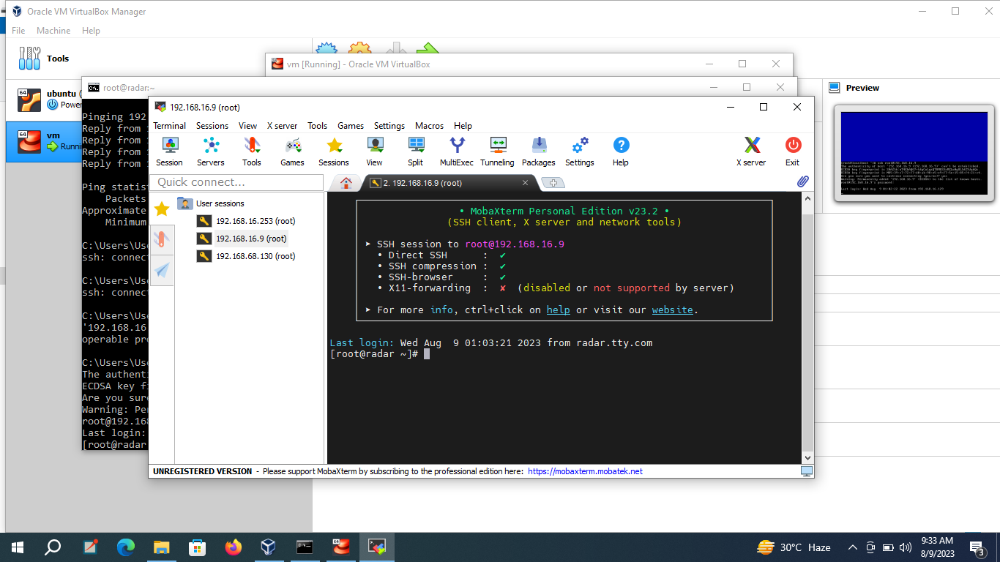 Oracle VM VirtualBox Manager
File Machine Help
Tools
ubuntu (
Power
vm
Runni
vm [Running] - Oracle VM VirtualBox
Preview
root@radar:~
Pinging 192
Reply from
Reply from
Reply from
Reply from
Ping statis
Packets
Approximate
Minimum
C:\Users\Us
ssh: connec
C:\Users\Us
ssh: connec
C:\Users\Us
'192.168.16
operable pro
C:\Users\Us
The authent
ECDSA key f
Are you sur
Warning: Pe
root@192.168
Last login:
[root@radar
192.168.16.9 (root)
Terminal Sessions View X server Tools Games Settings Macros Help
Session Servers Tools Games Sessions View Split MultiExec Tunneling Packages Settings Help X server Exit
Quick connect...
2. 192.168.16.9 (root)
User sessions
192.168.16.253 (root)
192.168.16.9 (root)
192.168.68.130 (root)
• MobaXterm Personal Edition v23.2 •
(SSH client, X server and network tools)
➤ SSH session to root@192.168.16.9
• Direct SSH : ✔
• SSH compression : ✔
• SSH-browser : ✔
• X11-forwarding : ✘ (disabled or not supported by server)
➤ For more info, ctrl+click on help or visit our website.
Last login: Wed Aug 9 01:03:21 2023 from radar.tty.com
[root@radar ~]#
UNREGISTERED VERSION - Please support MobaXterm by subscribing to the professional edition here: https://mobaxterm.mobatek.net
30°C Haze
9:33 AM
8/9/2023
3